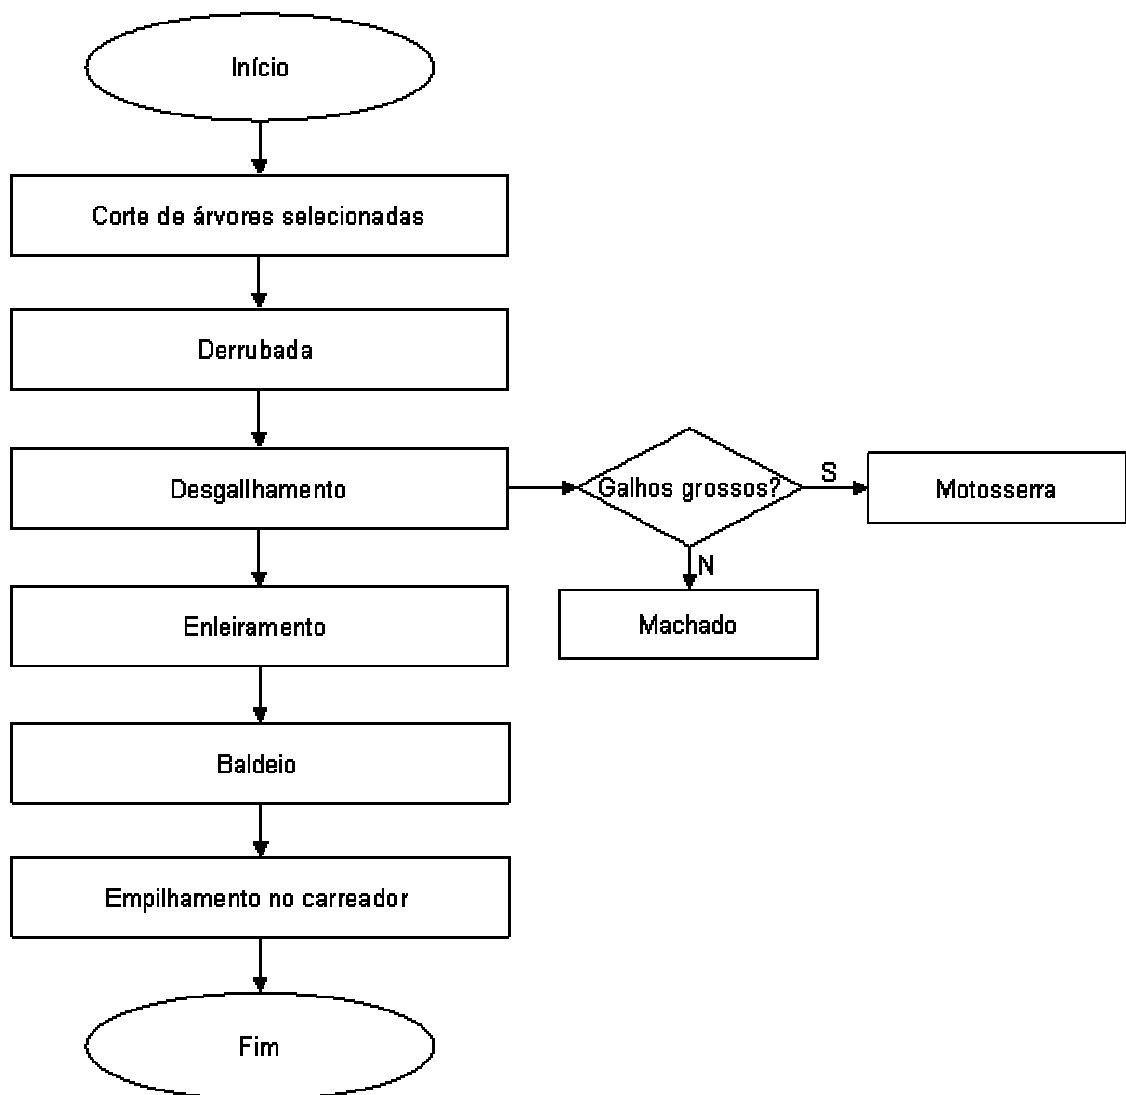 Início
Corte de árvores selecionadas
Derrubada
Desgallhamento
Galhos grossos?
S
Motosserra
N
Machado
Enleiramento
Baldeio
Empilhamento no carreador
Fim